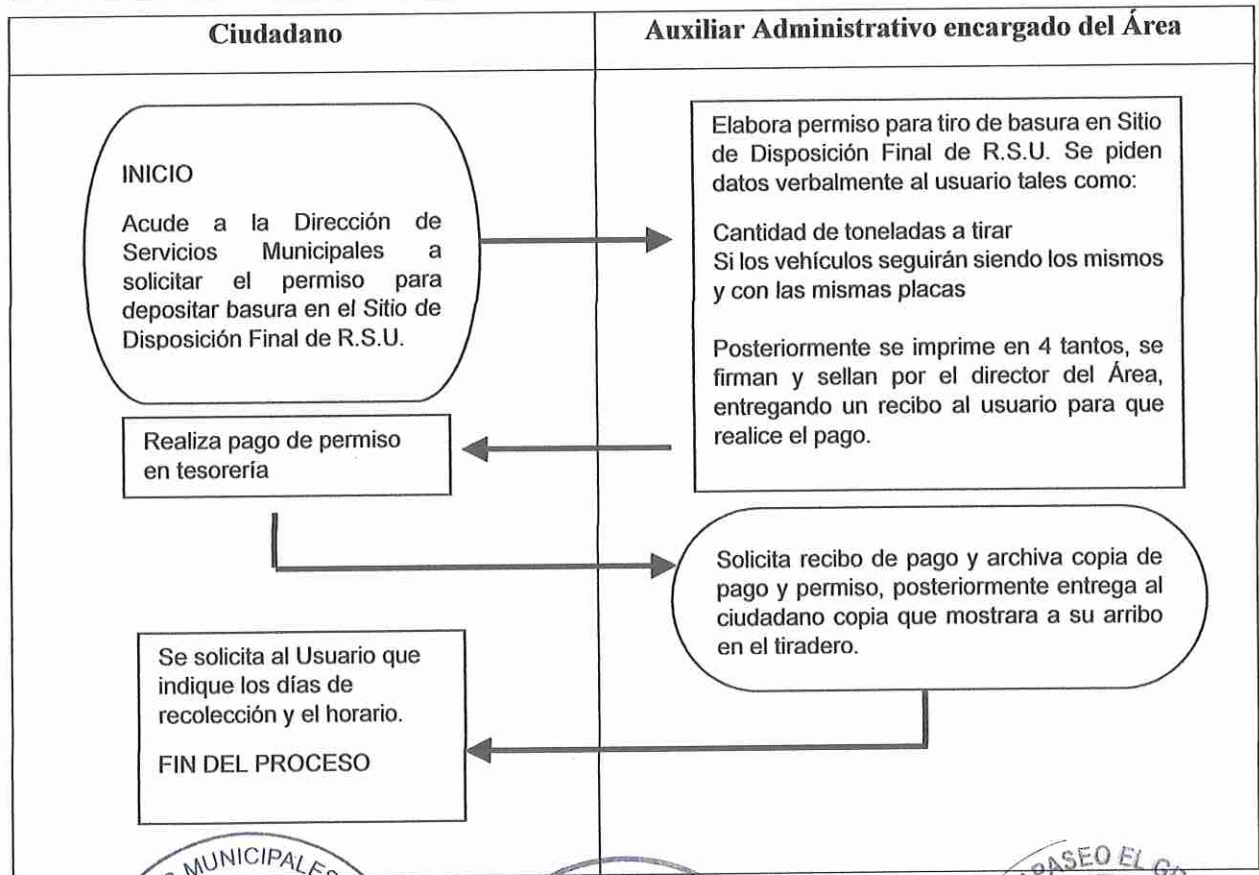 Ciudadano
Auxiliar Administrativo encargado del Área
INICIO
Acude a la Dirección de
Servicios Municipales a
solicitar el permiso para
depositar basura en el Sitio de
Disposición Final de R.S.U.
Elabora permiso para tiro de basura en Sitio
de Disposición Final de R.S.U. Se piden
datos verbalmente al usuario tales como:
Cantidad de toneladas a tirar
Si los vehículos seguirán siendo los mismos
y con las mismas placas
Posteriormente se imprime en 4 tantos, se
firman y sellan por el director del Área,
entregando un recibo al usuario para que
realice el pago.
Realiza pago de permiso
en tesorería
Solicita recibo de pago y archiva copia de
pago y permiso, posteriormente entrega al
ciudadano copia que mostrara a su arribo
en el tiradero.
Se solicita al Usuario que
indique los días de
recolección y el horario.
FIN DEL PROCESO
MUNICIPALES
PASEO EL